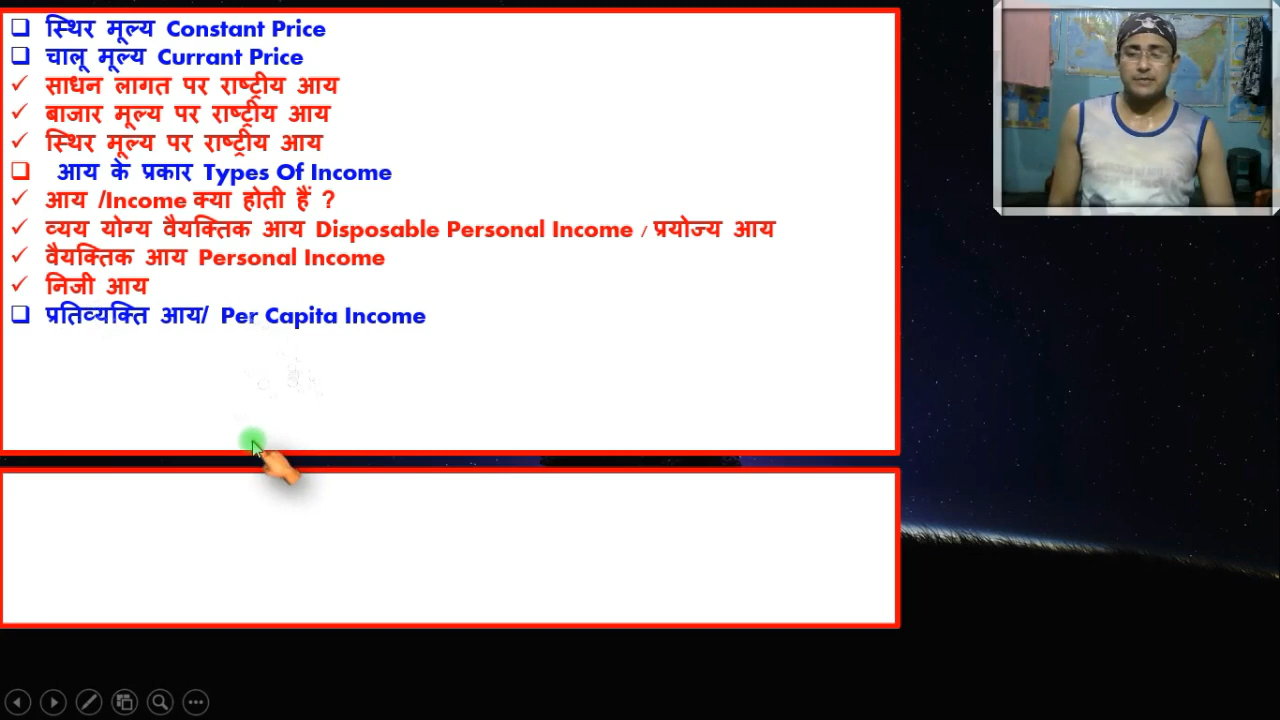 स्थिर मूल्य Constant Price
चालू मूल्य Currant Price
साधन लागत पर राष्ट्रीय आय
बाजार मूल्य पर राष्ट्रीय आय
स्थिर मूल्य पर राष्ट्रीय आय
आय के प्रकार Types Of Income
आय /Income क्या होती हैं ?
व्यय योग्य वैयक्तिक आय Disposable Personal Income / प्रयोज्य आय
वैयक्तिक आय Personal Income
निजी आय
प्रतिव्यक्ति आय/ Per Capita Income